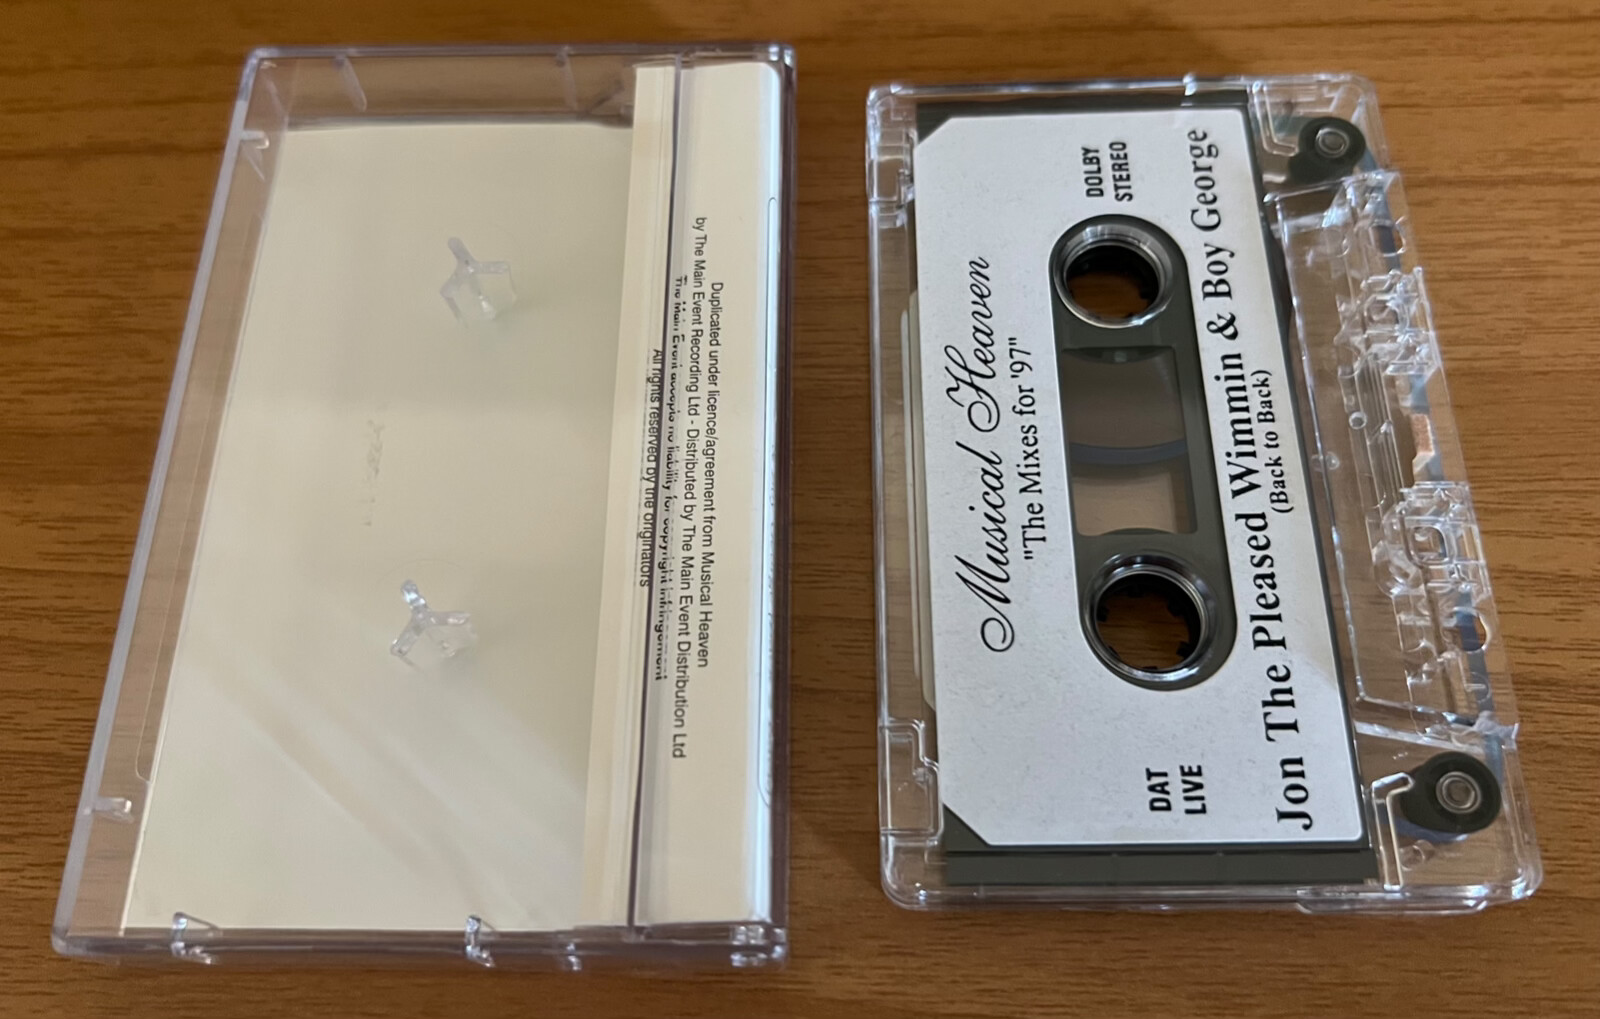 Duplicated under licence/agreement from Musical Heaven
by The Main Event Recording Ltd - Distributed by The Main Event Distribution Ltd
The Main Event accepts no liability for copyright infringement
All rights reserved by the originators
Musical Heaven
"The Mixes for '97"
DOLBY
STEREO
DAT
LIVE
Jon The Pleased Wimmin & Boy George
(Back to Back)